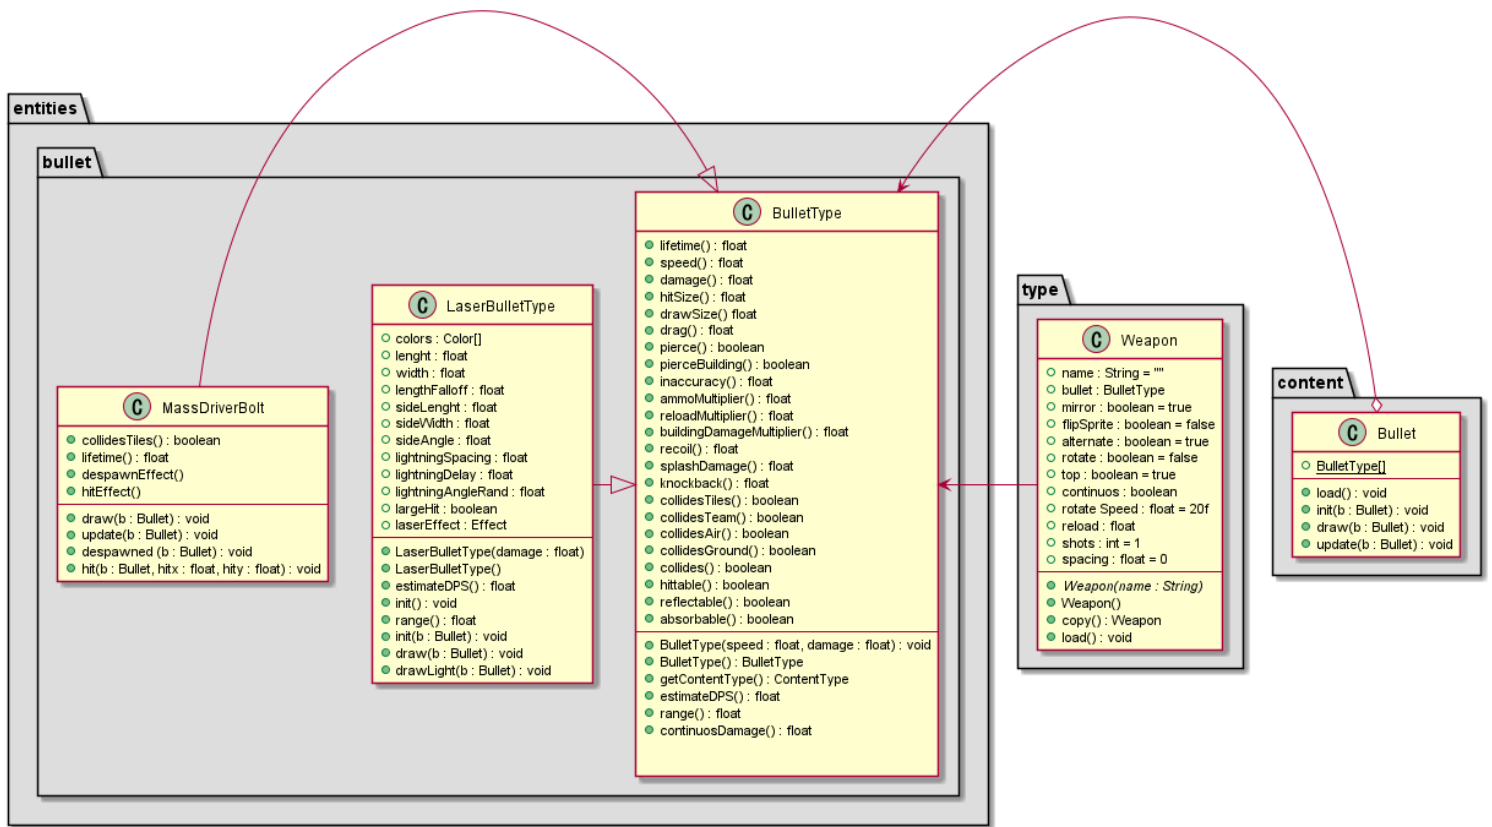 entities
bullet
C MassDriverBolt
collidesTiles() : boolean
lifetime() : float
despawnEffect()
hitEffect()
draw(b : Bullet) : void
update(b : Bullet) : void
despawned (b : Bullet) : void
hit(b : Bullet, hitx : float, hity : float) : void
C LaserBulletType
colors : Color[]
lenght : float
width : float
lengthFalloff : float
sideLenght : float
sideWidth : float
sideAngle : float
lightningSpacing : float
lightningDelay : float
lightningAngleRand : float
largeHit : boolean
laserEffect : Effect
LaserBulletType(damage : float)
LaserBulletType()
estimateDPS() : float
init() : void
range() : float
init(b : Bullet) : void
draw(b : Bullet) : void
drawLight(b : Bullet) : void
C BulletType
lifetime() : float
speed() : float
damage() : float
hitSize() : float
drawSize() float
drag() : float
pierce() : boolean
pierceBuilding() : boolean
inaccuracy() : float
ammoMultiplier() : float
reloadMultiplier() : float
buildingDamageMultiplier() : float
recoil() : float
splashDamage() : float
knockback() : float
collidesTiles() : boolean
collidesTeam() : boolean
collidesAir() : boolean
collidesGround() : boolean
collides() : boolean
hittable() : boolean
reflectable() : boolean
absorbable() : boolean
BulletType(speed : float, damage : float) : void
BulletType() : BulletType
getContentType() : ContentType
estimateDPS() : float
range() : float
continuosDamage() : float
type
C Weapon
name : String = ""
bullet : BulletType
mirror : boolean = true
flipSprite : boolean = false
alternate : boolean = true
rotate : boolean = false
top : boolean = true
continuos : boolean
rotate Speed : float = 20f
reload : float
shots : int = 1
spacing : float = 0
Weapon(name : String)
Weapon()
copy() : Weapon
load() : void
content
C Bullet
BulletType[]
load() : void
init(b : Bullet) : void
draw(b : Bullet) : void
update(b : Bullet) : void